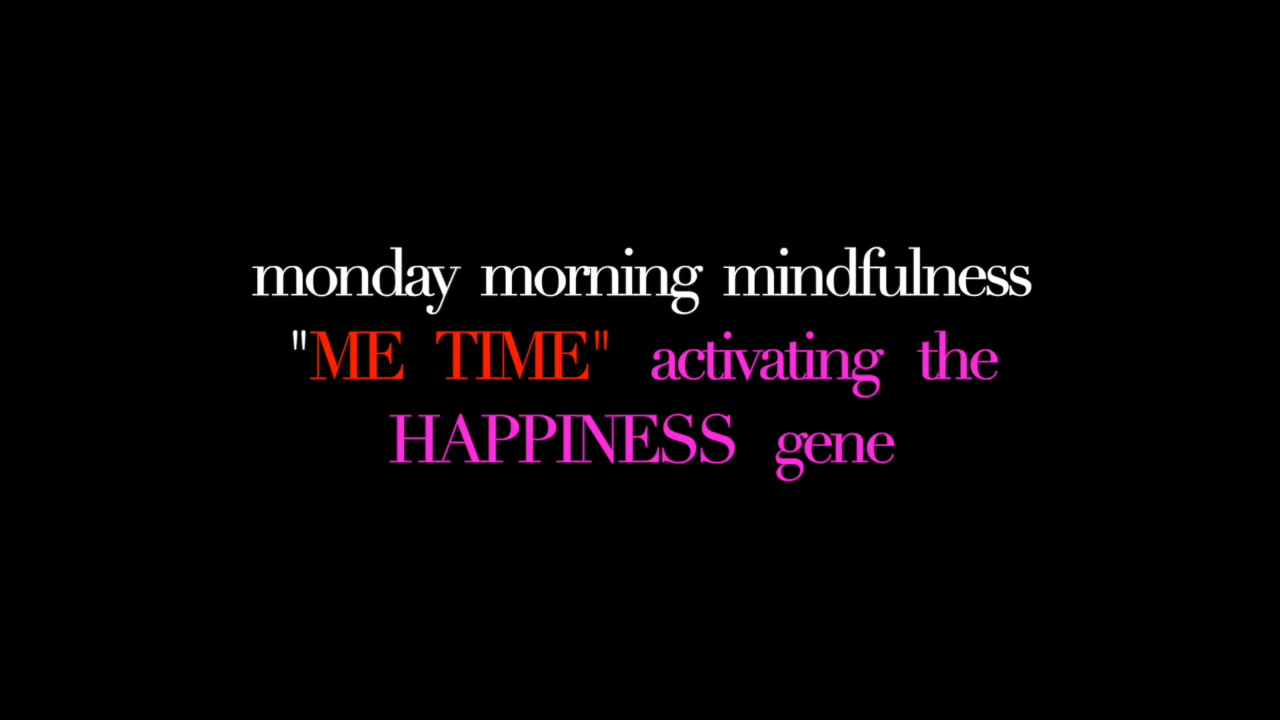 monday morning mindfulness
"ME TIME" activating the
HAPPINESS gene